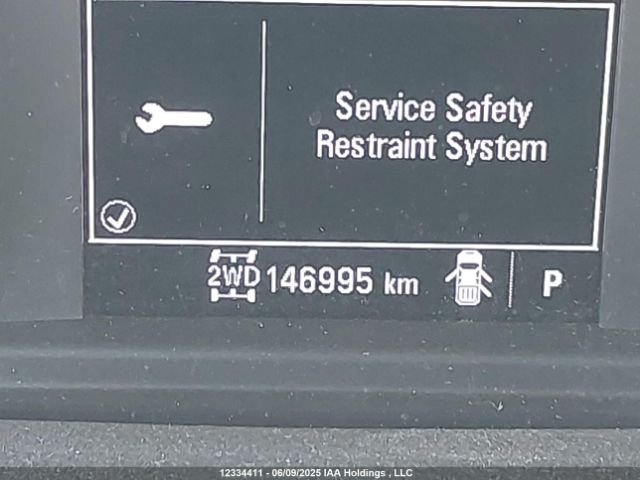 Service Safety
Restraint System
2WD 146995 km P
12334411 - 06/09/2025 IAA Holdings , LLC